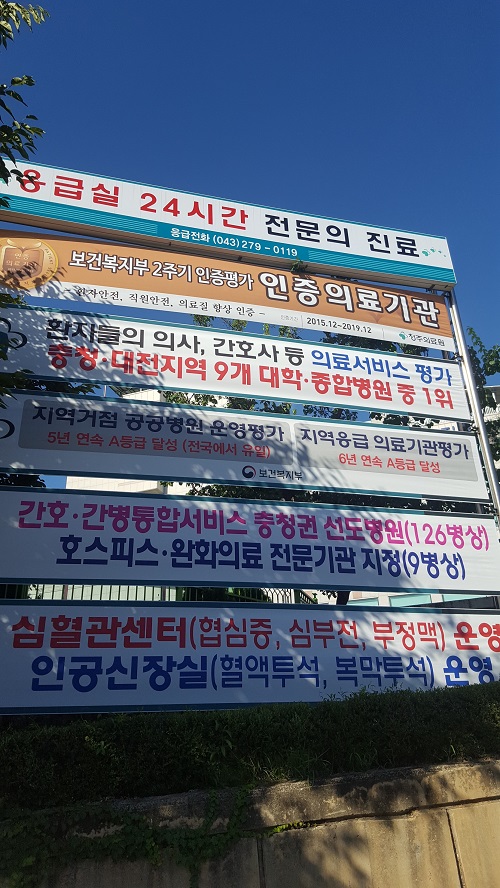 응급실 24시간 전문의 진료
응급전화 (043) 279 - 0119
보건복지부 2주기 인증평가 인증의료기관
- 환자안전, 직원안전, 의료질 향상 인증 -
2015.12~2019.12
청주의료원
환자들의 의사, 간호사 등 의료서비스 평가
충청·대전지역 9개 대학·종합병원 중 1위
지역거점 공공병원 운영평가
5년 연속 A등급 달성 (전국에서 유일)
지역응급 의료기관평가
6년 연속 A등급 달성
보건복지부
간호·간병통합서비스 충청권 선도병원(126병상)
호스피스·완화의료 전문기관 지정(9병상)
심혈관센터(협심증, 심부전, 부정맥) 운영
인공신장실(혈액투석, 복막투석) 운영